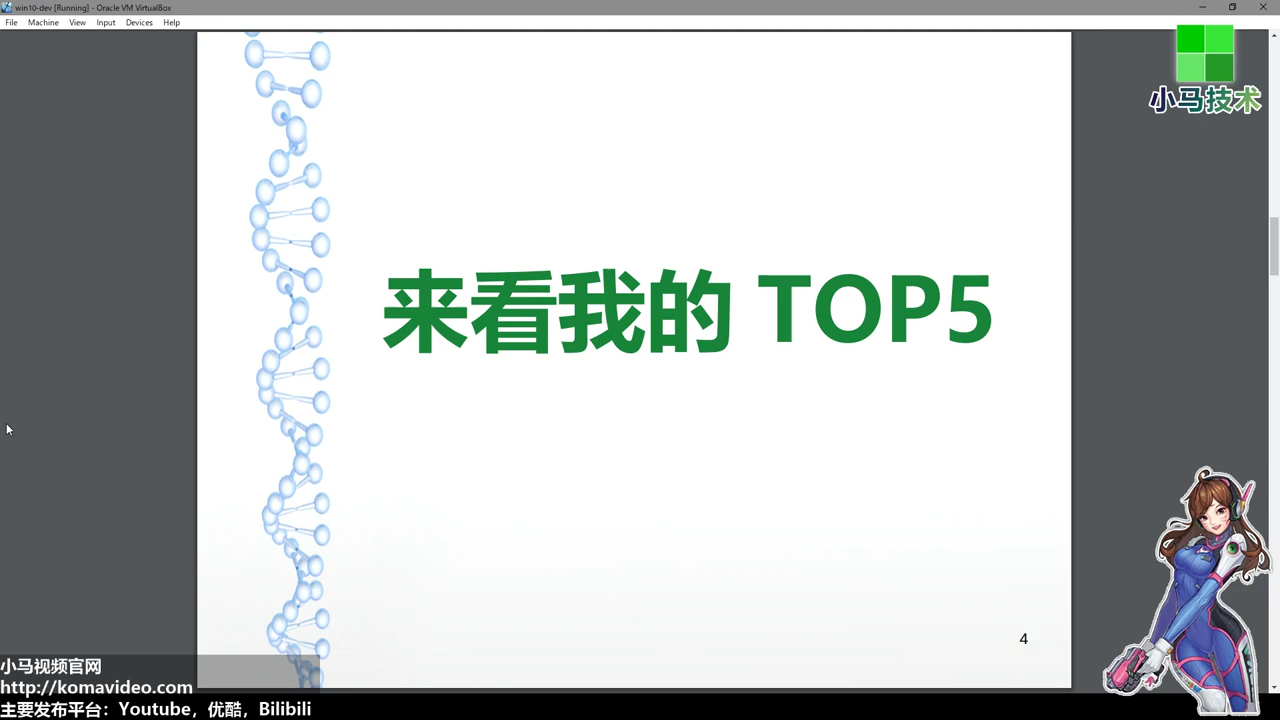 win10-dev [Running] - Oracle VM VirtualBox
File Machine View Input Devices Help
小马技术
来看我的 TOP5
4
小马视频官网
http://komavideo.com
主要发布平台：Youtube，优酷，Bilibili